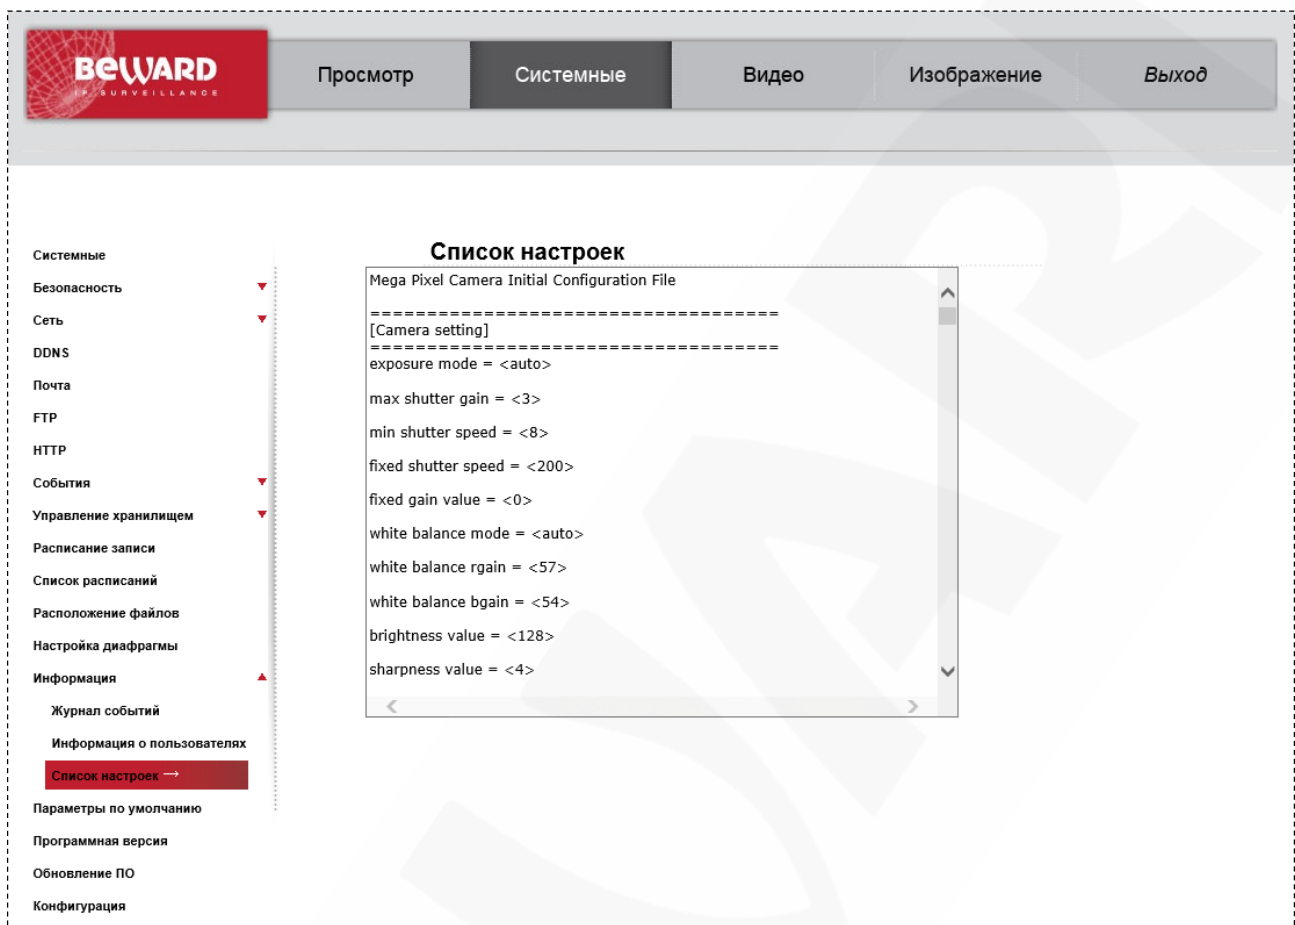 BEWARD
IP SURVEILLANCE
Просмотр
Системные
Видео
Изображение
Выход
Системные
Безопасность
Сеть
DDNS
Почта
FTP
HTTP
События
Управление хранилищем
Расписание записи
Список расписаний
Расположение файлов
Настройка диафрагмы
Информация
Журнал событий
Информация о пользователях
Список настроек →
Параметры по умолчанию
Программная версия
Обновление ПО
Конфигурация
Список настроек
Mega Pixel Camera Initial Configuration File
====================================
[Camera setting]
====================================
exposure mode = <auto>
max shutter gain = <3>
min shutter speed = <8>
fixed shutter speed = <200>
fixed gain value = <0>
white balance mode = <auto>
white balance rgain = <57>
white balance bgain = <54>
brightness value = <128>
sharpness value = <4>